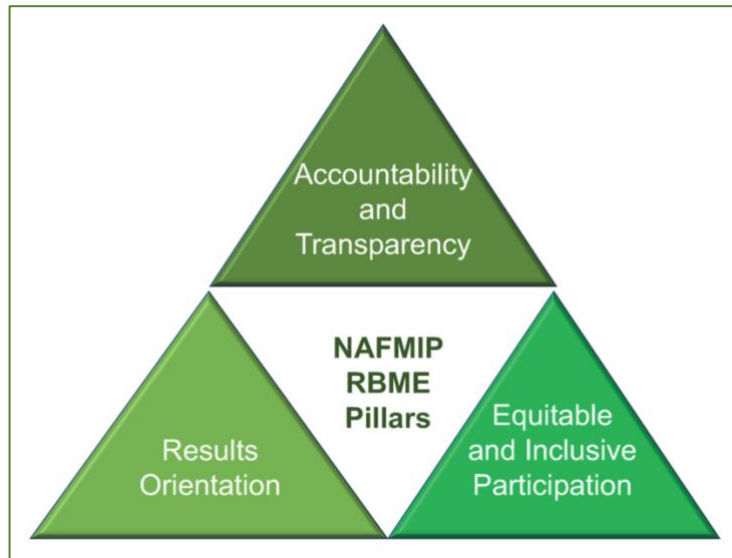 Accountability
and
Transparency
NAFMIP
RBME
Pillars
Results
Orientation
Equitable
and Inclusive
Participation